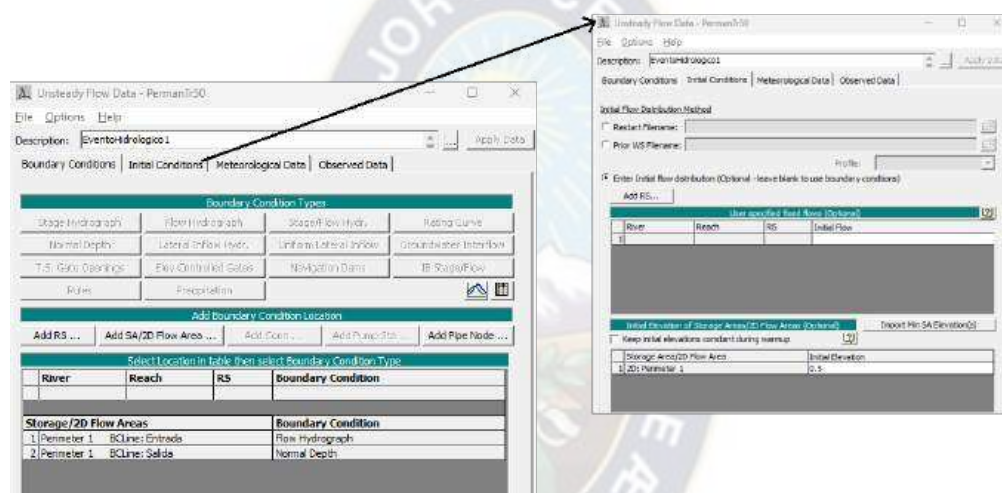 Unsteady Flow Data - PermanTr50
File Options Help
Description: EventoHidrologico1 ... Apply Data
Boundary Conditions Initial Conditions Meteorological Data Observed Data
Boundary Condition Types
Stage Hydrograph Flow Hydrograph Stage/Flow Hydr. Rating Curve
Normal Depth Lateral Inflow Hydr. Uniform Lateral Inflow Groundwater Interflow
T.S. Gate Openings Elev Controlled Gates Navigation Dams IB Stage/Flow
Rules Precipitation
Add Boundary Condition Location
Add RS ... Add SA/2D Flow Area ... Add Conn ... Add Pump Sta ... Add Pipe Node ...
Select Location in table then select Boundary Condition Type
River Reach RS Boundary Condition
Storage/2D Flow Areas Boundary Condition
1 Perimeter 1 BCLine: Entrada Flow Hydrograph
2 Perimeter 1 BCLine: Salida Normal Depth
Unsteady Flow Data - PermanTr50
File Options Help
Description: EventoHidrologico1 ... Apply Data
Boundary Conditions Initial Conditions Meteorological Data Observed Data
Initial Flow Distribution Method
Restart Filename:
Prior WS Filename:
Profile:
Enter Initial flow distribution (Optional - leave blank to use boundary conditions)
Add RS...
User specified fixed flows (Optional)
River Reach RS Initial Flow
1
Initial Elevation of Storage Areas/2D Flow Areas (Optional) Import Min SA Elevation(s)
Keep initial elevations constant during warmup
Storage Area/2D Flow Area Initial Elevation
1 2D: Perimeter 1 0.5